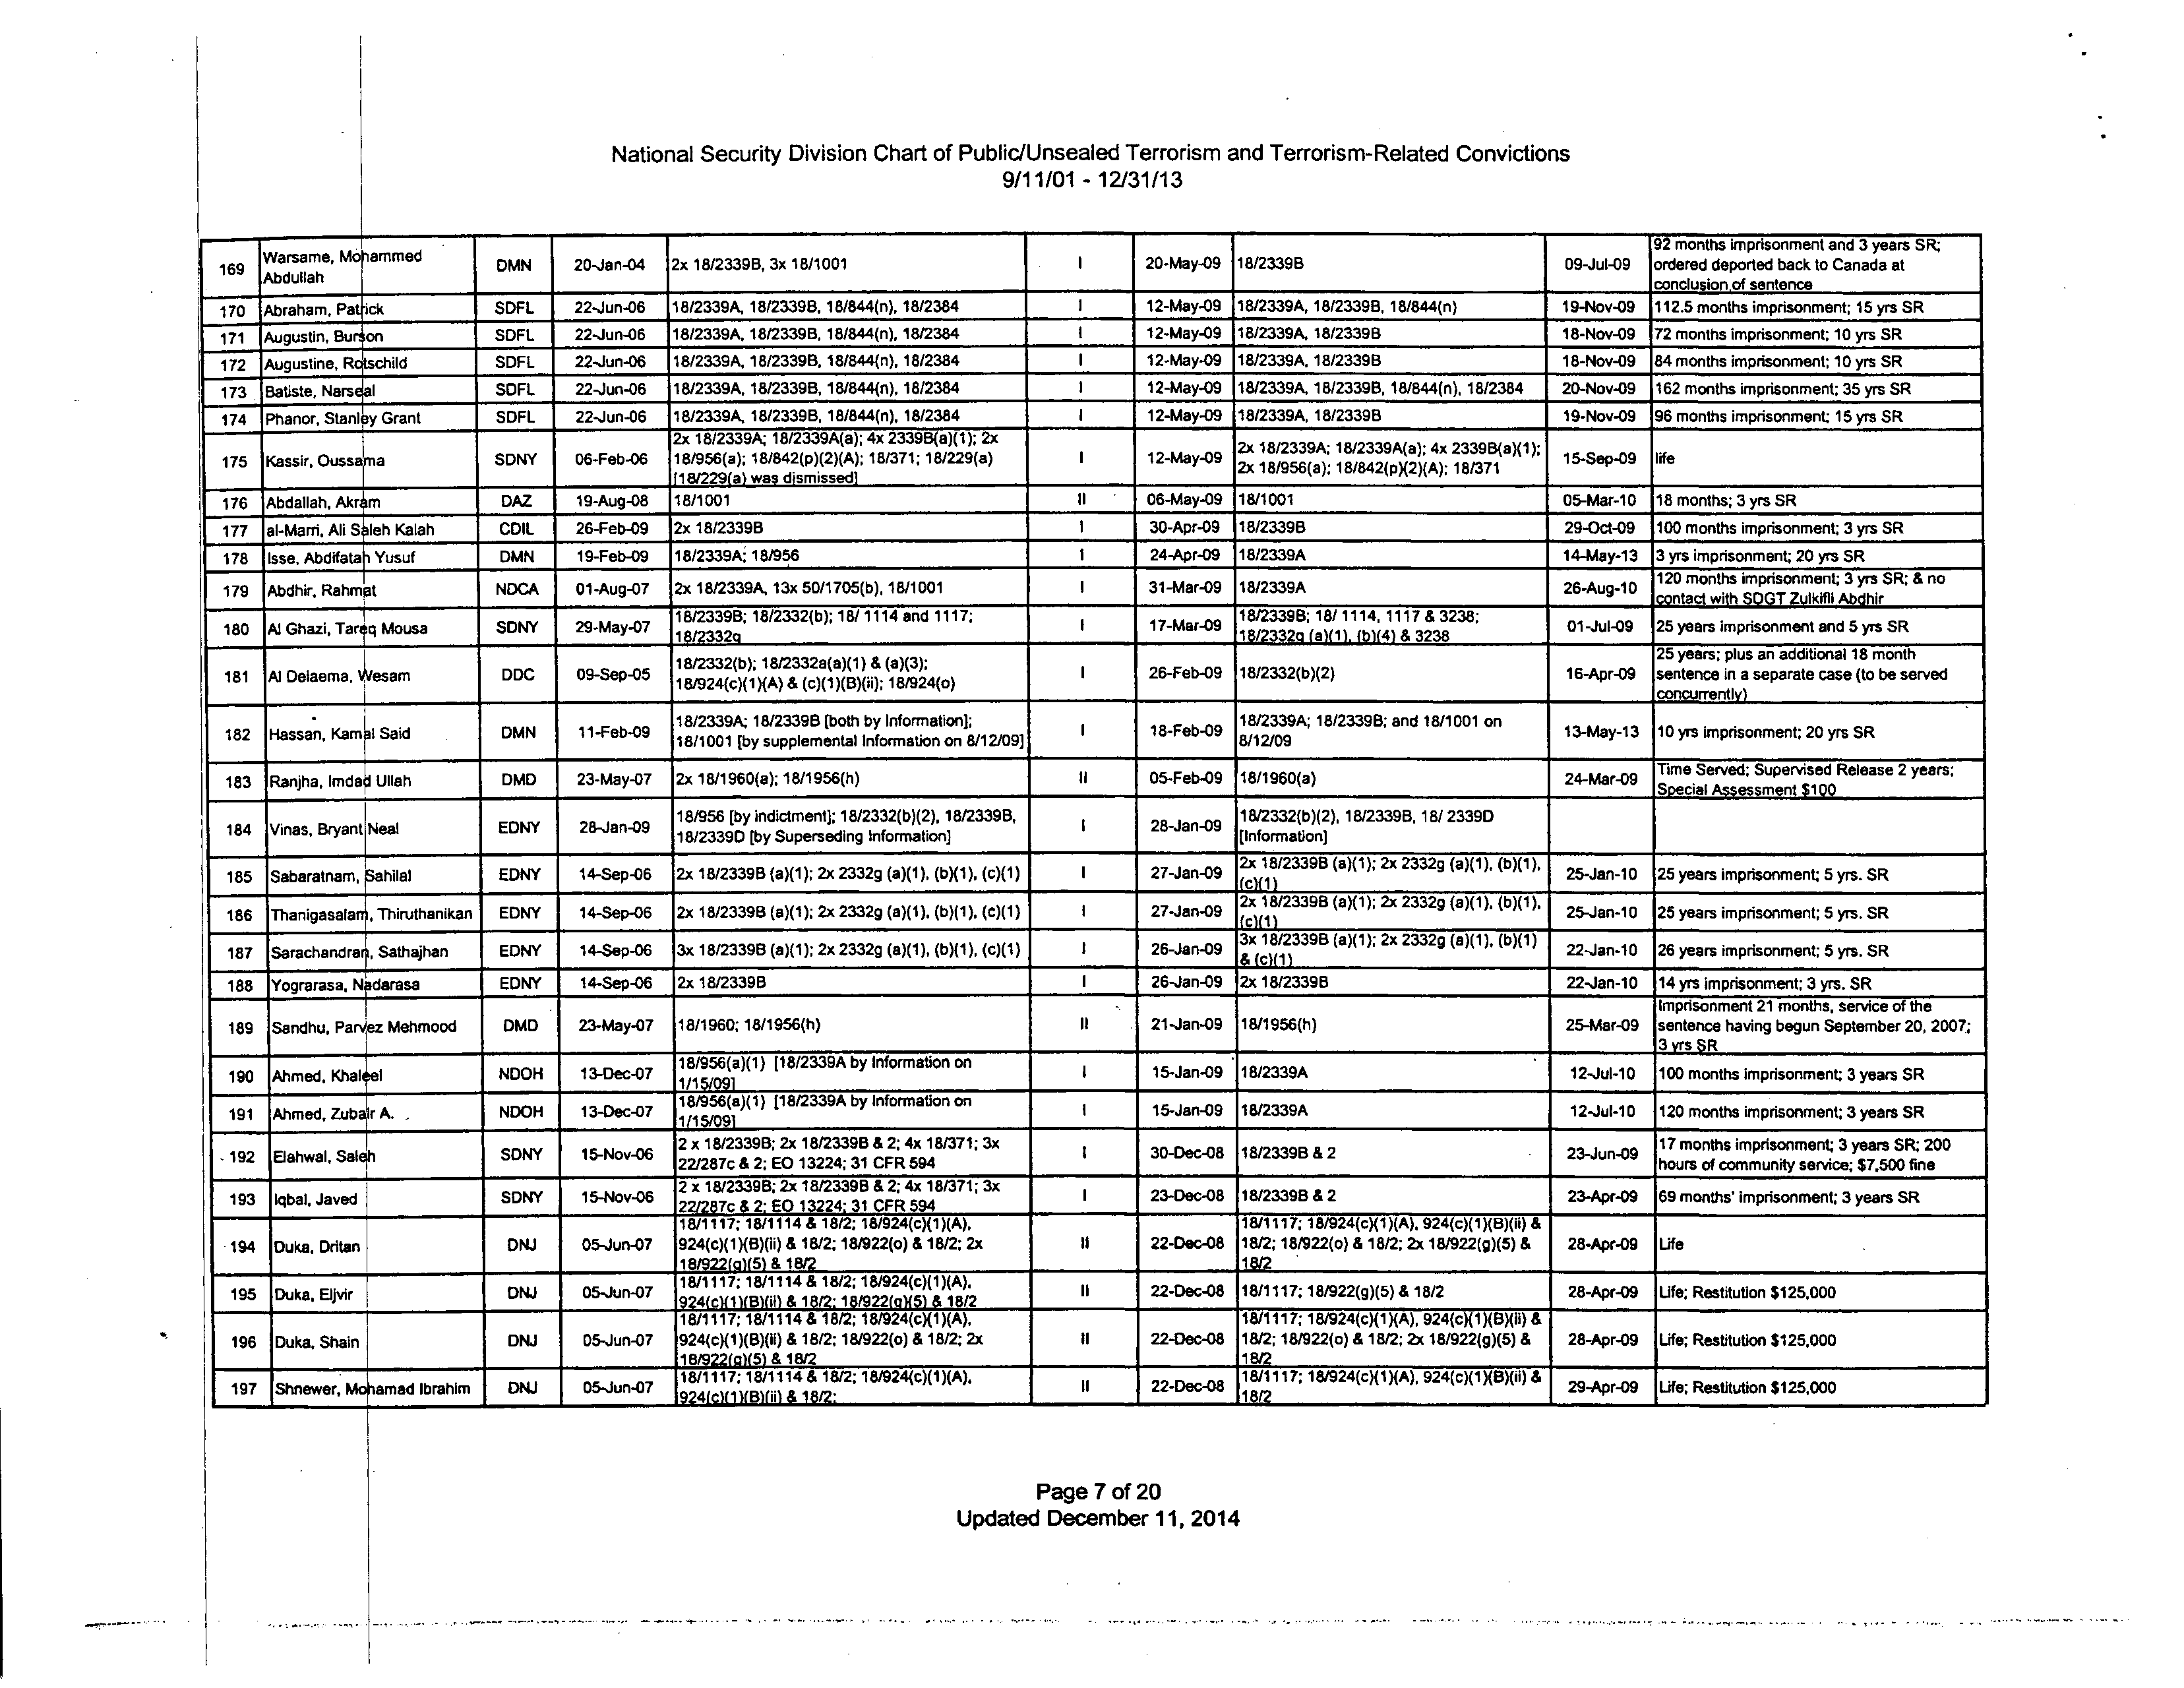 National Security Division Chart of Public/Unsealed Terrorism and Terrorism-Related Convictions
9/11/01 - 12/31/13
169 Warsame, Mohammed Abdullah DMN 20-Jan-04 2x 18/2339B, 3x 18/1001 I 20-May-09 18/2339B 09-Jul-09 92 months imprisonment and 3 years SR; ordered deported back to Canada at conclusion of sentence
170 Abraham, Patrick SDFL 22-Jun-06 18/2339A, 18/2339B, 18/844(n), 18/2384 I 12-May-09 18/2339A, 18/2339B, 18/844(n) 19-Nov-09 112.5 months imprisonment; 15 yrs SR
171 Augustin, Burson SDFL 22-Jun-06 18/2339A, 18/2339B, 18/844(n), 18/2384 I 12-May-09 18/2339A, 18/2339B 18-Nov-09 72 months imprisonment; 10 yrs SR
172 Augustine, Rotschild SDFL 22-Jun-06 18/2339A, 18/2339B, 18/844(n), 18/2384 I 12-May-09 18/2339A, 18/2339B 18-Nov-09 84 months imprisonment; 10 yrs SR
173 Batiste, Narseal SDFL 22-Jun-06 18/2339A, 18/2339B, 18/844(n), 18/2384 I 12-May-09 18/2339A, 18/2339B, 18/844(n), 18/2384 20-Nov-09 162 months imprisonment; 35 yrs SR
174 Phanor, Stanley Grant SDFL 22-Jun-06 18/2339A, 18/2339B, 18/844(n), 18/2384 I 12-May-09 18/2339A, 18/2339B 19-Nov-09 96 months imprisonment; 15 yrs SR
175 Kassir, Oussama SDNY 06-Feb-06 2x 18/2339A; 18/2339A(a); 4x 2339B(a)(1); 2x 18/956(a); 18/842(p)(2)(A); 18/371; 18/229(a) [18/229(a) was dismissed] I 12-May-09 2x 18/2339A; 18/2339A(a); 4x 2339B(a)(1); 2x 18/956(a); 18/842(p)(2)(A); 18/371 15-Sep-09 life
176 Abdallah, Akram DAZ 19-Aug-08 18/1001 II 06-May-09 18/1001 05-Mar-10 18 months; 3 yrs SR
177 al-Marri, Ali Saleh Kalah CDIL 26-Feb-09 2x 18/2339B I 30-Apr-09 18/2339B 29-Oct-09 100 months imprisonment; 3 yrs SR
178 Isse, Abdifatah Yusuf DMN 19-Feb-09 18/2339A; 18/956 I 24-Apr-09 18/2339A 14-May-13 3 yrs imprisonment; 20 yrs SR
179 Abdhir, Rahmat NDCA 01-Aug-07 2x 18/2339A, 13x 50/1705(b), 18/1001 I 31-Mar-09 18/2339A 26-Aug-10 120 months imprisonment; 3 yrs SR; & no contact with SDGT Zulkifli Abdhir
180 Al Ghazi, Tareq Mousa SDNY 29-May-07 18/2339B; 18/2332(b); 18/ 1114 and 1117; 18/2332g I 17-Mar-09 18/2339B; 18/ 1114, 1117 & 3238; 18/2332g (a)(1), (b)(4) & 3238 01-Jul-09 25 years imprisonment and 5 yrs SR
181 Al Delaema, Wesam DDC 09-Sep-05 18/2332(b); 18/2332a(a)(1) & (a)(3); 18/924(c)(1)(A) & (c)(1)(B)(ii); 18/924(o) I 26-Feb-09 18/2332(b)(2) 16-Apr-09 25 years; plus an additional 18 month sentence in a separate case (to be served concurrently)
182 Hassan, Kamal Said DMN 11-Feb-09 18/2339A; 18/2339B [both by Information]; 18/1001 [by supplemental Information on 8/12/09] I 18-Feb-09 18/2339A; 18/2339B; and 18/1001 on 8/12/09 13-May-13 10 yrs imprisonment; 20 yrs SR
183 Ranjha, Imdad Ullah DMD 23-May-07 2x 18/1960(a); 18/1956(h) II 05-Feb-09 18/1960(a) 24-Mar-09 Time Served; Supervised Release 2 years; Special Assessment $100
184 Vinas, Bryant Neal EDNY 28-Jan-09 18/956 [by indictment]; 18/2332(b)(2), 18/2339B, 18/2339D [by Superseding Information] I 28-Jan-09 18/2332(b)(2), 18/2339B, 18/ 2339D [Information]
185 Sabaratnam, Sahilal EDNY 14-Sep-06 2x 18/2339B (a)(1); 2x 2332g (a)(1), (b)(1), (c)(1) I 27-Jan-09 2x 18/2339B (a)(1); 2x 2332g (a)(1), (b)(1), (c)(1) 25-Jan-10 25 years imprisonment; 5 yrs. SR
186 Thanigasalam, Thiruthanikan EDNY 14-Sep-06 2x 18/2339B (a)(1); 2x 2332g (a)(1), (b)(1), (c)(1) I 27-Jan-09 2x 18/2339B (a)(1); 2x 2332g (a)(1), (b)(1), (c)(1) 25-Jan-10 25 years imprisonment; 5 yrs. SR
187 Sarachandran, Sathajhan EDNY 14-Sep-06 3x 18/2339B (a)(1); 2x 2332g (a)(1), (b)(1), (c)(1) I 26-Jan-09 3x 18/2339B (a)(1); 2x 2332g (a)(1), (b)(1) & (c)(1) 22-Jan-10 26 years imprisonment; 5 yrs. SR
188 Yograrasa, Nadarasa EDNY 14-Sep-06 2x 18/2339B I 26-Jan-09 2x 18/2339B 22-Jan-10 14 yrs imprisonment; 3 yrs. SR
189 Sandhu, Parvez Mehmood DMD 23-May-07 18/1960; 18/1956(h) II 21-Jan-09 18/1956(h) 25-Mar-09 Imprisonment 21 months, service of the sentence having begun September 20, 2007; 3 yrs SR
190 Ahmed, Khaleel NDOH 13-Dec-07 18/956(a)(1) [18/2339A by Information on 1/15/09] I 15-Jan-09 18/2339A 12-Jul-10 100 months imprisonment; 3 years SR
191 Ahmed, Zubair A. NDOH 13-Dec-07 18/956(a)(1) [18/2339A by Information on 1/15/09] I 15-Jan-09 18/2339A 12-Jul-10 120 months imprisonment; 3 years SR
192 Elahwal, Saleh SDNY 15-Nov-06 2 x 18/2339B; 2x 18/2339B & 2; 4x 18/371; 3x 22/287c & 2; EO 13224; 31 CFR 594 I 30-Dec-08 18/2339B & 2 23-Jun-09 17 months imprisonment; 3 years SR; 200 hours of community service; $7,500 fine
193 Iqbal, Javed SDNY 15-Nov-06 2 x 18/2339B; 2x 18/2339B & 2; 4x 18/371; 3x 22/287c & 2; EO 13224; 31 CFR 594 I 23-Dec-08 18/2339B & 2 23-Apr-09 69 months' imprisonment; 3 years SR
194 Duka, Dritan DNJ 05-Jun-07 18/1117; 18/1114 & 18/2; 18/924(c)(1)(A), 924(c)(1)(B)(ii) & 18/2; 18/922(o) & 18/2; 2x 18/922(g)(5) & 18/2 II 22-Dec-08 18/1117; 18/924(c)(1)(A), 924(c)(1)(B)(ii) & 18/2; 18/922(o) & 18/2; 2x 18/922(g)(5) & 18/2 28-Apr-09 Life
195 Duka, Eljvir DNJ 05-Jun-07 18/1117; 18/1114 & 18/2; 18/924(c)(1)(A), 924(c)(1)(B)(ii) & 18/2; 18/922(g)(5) & 18/2 II 22-Dec-08 18/1117; 18/922(g)(5) & 18/2 28-Apr-09 Life; Restitution $125,000
196 Duka, Shain DNJ 05-Jun-07 18/1117; 18/1114 & 18/2; 18/924(c)(1)(A), 924(c)(1)(B)(ii) & 18/2; 18/922(o) & 18/2; 2x 18/922(g)(5) & 18/2 II 22-Dec-08 18/1117; 18/924(c)(1)(A), 924(c)(1)(B)(ii) & 18/2; 18/922(o) & 18/2; 2x 18/922(g)(5) & 18/2 28-Apr-09 Life; Restitution $125,000
197 Shnewer, Mohamad Ibrahim DNJ 05-Jun-07 18/1117; 18/1114 & 18/2; 18/924(c)(1)(A), 924(c)(1)(B)(ii) & 18/2; II 22-Dec-08 18/1117; 18/924(c)(1)(A), 924(c)(1)(B)(ii) & 18/2 29-Apr-09 Life; Restitution $125,000
Page 7 of 20
Updated December 11, 2014